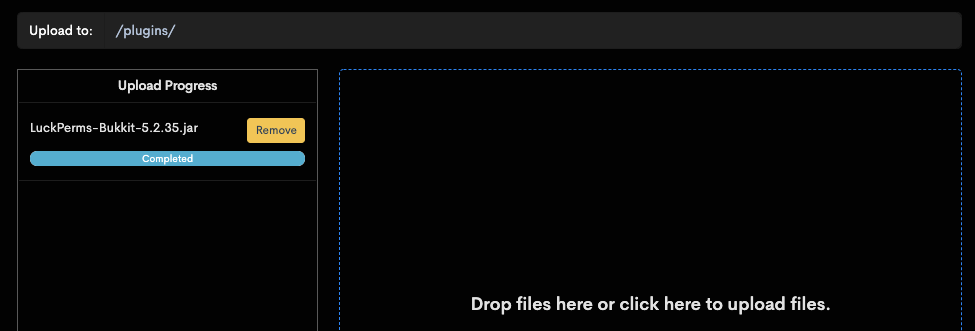 Upload to: /plugins/
Upload Progress
LuckPerms-Bukkit-5.2.35.jar
Remove
Completed
Drop files here or click here to upload files.